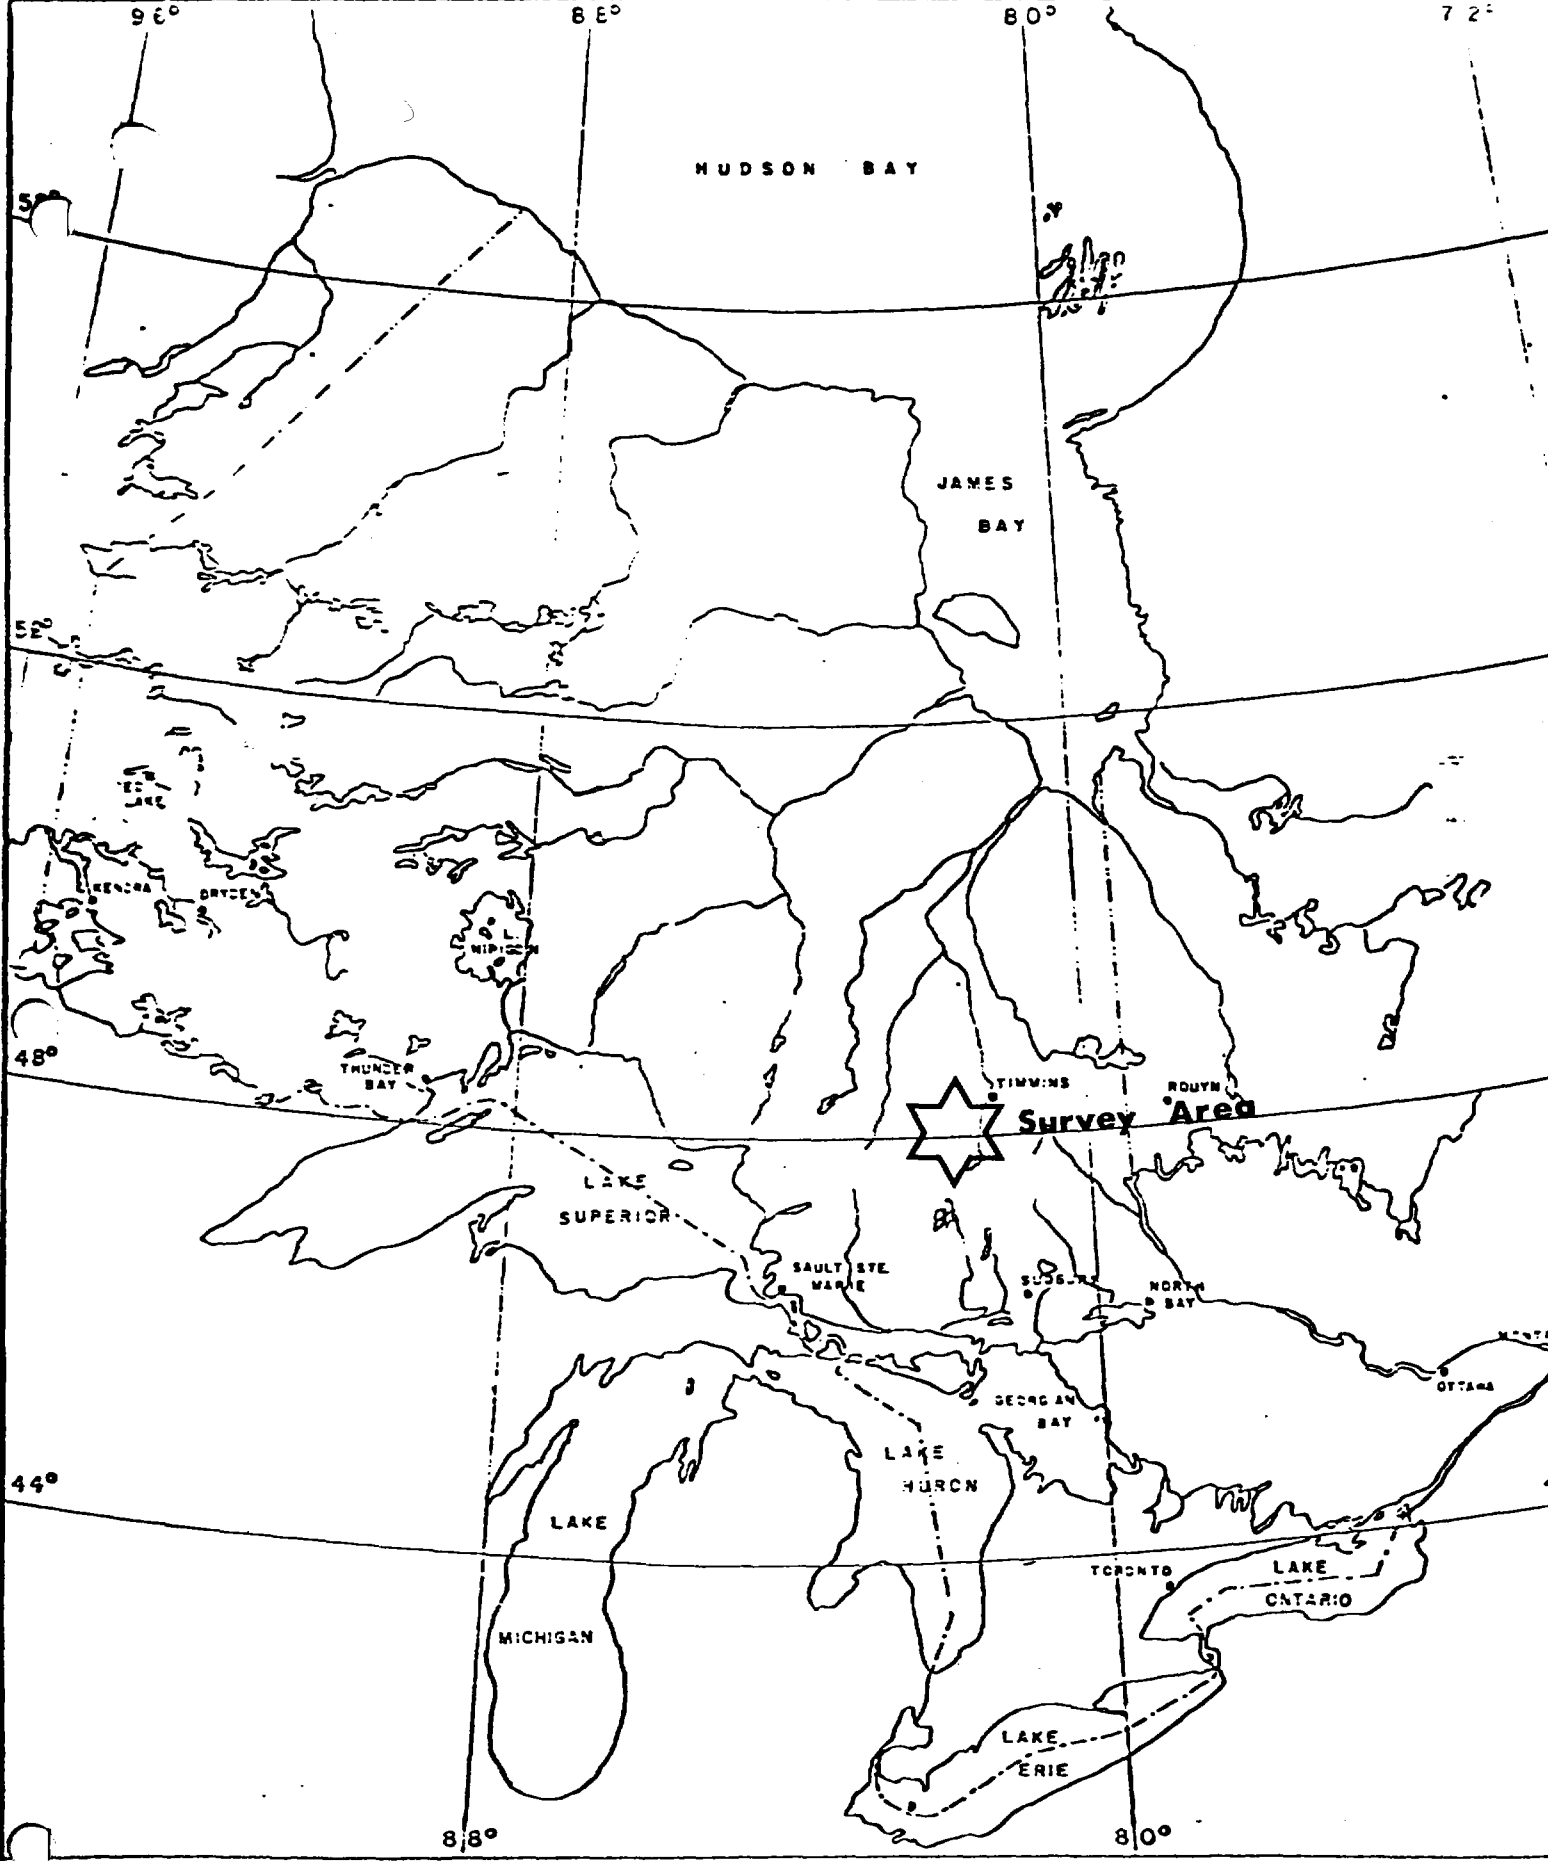 96°
88°
80°
HUDSON BAY
JAMES
BAY
52°
LAKE
KENORA
DRYDEN
L.
48°
THUNDER
BAY
TIMMINS
ROUYN
Survey Area
LAKE
SUPERIOR
SAULT STE.
MARIE
SUDBURY
NORTH
BAY
OTTAWA
GEORGIAN
BAY
LAKE
HURON
44°
LAKE
MICHIGAN
TORONTO
LAKE
ONTARIO
LAKE
ERIE
88°
80°